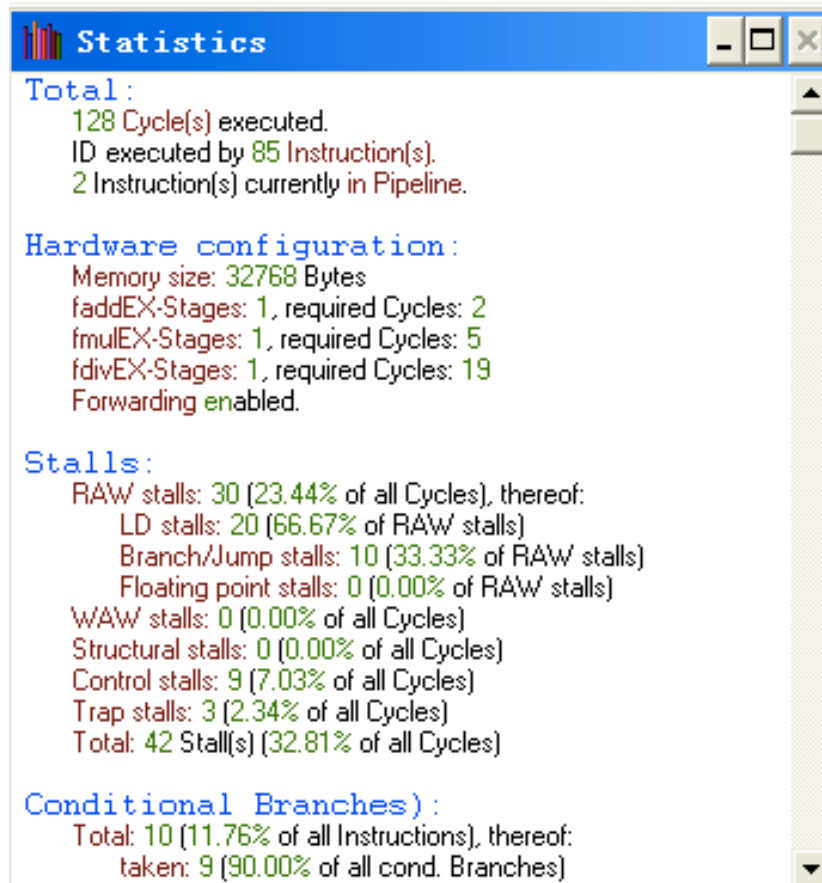 Statistics
Total:
128 Cycle(s) executed.
ID executed by 85 Instruction(s).
2 Instruction(s) currently in Pipeline.
Hardware configuration:
Memory size: 32768 Bytes
faddEX-Stages: 1, required Cycles: 2
fmulEX-Stages: 1, required Cycles: 5
fdivEX-Stages: 1, required Cycles: 19
Forwarding enabled.
Stalls:
RAW stalls: 30 (23.44% of all Cycles), thereof:
LD stalls: 20 (66.67% of RAW stalls)
Branch/Jump stalls: 10 (33.33% of RAW stalls)
Floating point stalls: 0 (0.00% of RAW stalls)
WAW stalls: 0 (0.00% of all Cycles)
Structural stalls: 0 (0.00% of all Cycles)
Control stalls: 9 (7.03% of all Cycles)
Trap stalls: 3 (2.34% of all Cycles)
Total: 42 Stall(s) (32.81% of all Cycles)
Conditional Branches):
Total: 10 (11.76% of all Instructions), thereof:
taken: 9 (90.00% of all cond. Branches)